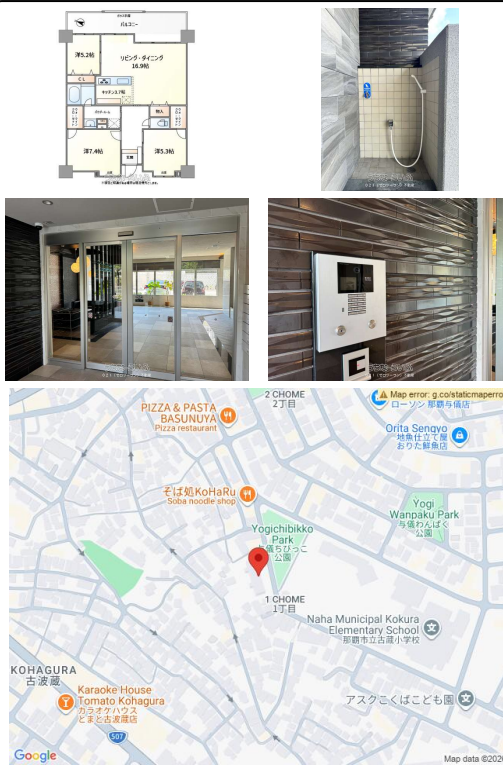 バルコニー
洋5.2帖
リビング・ダイニング
16.9帖
CL
キッチン3.7帖
物入
洋7.4帖
玄関
洋5.3帖
Map error: g.co/staticmaperro
2 CHOME
2丁目
PIZZA & PASTA
BASUNUYA
Pizza restaurant
ローソン 那覇与儀店
Orita Sengyo
地魚仕立て屋
おりた鮮魚店
そば処KoHaRu
Soba noodle shop
Yogi
Wanpaku Park
与儀わんぱく
公園
Yogichibikko
Park
与儀ちびっこ
公園
1 CHOME
1丁目
Naha Municipal Kokura
Elementary School
那覇市立古蔵小学校
KOHAGURA
古波蔵
Karaoke House
Tomato Kohagura
カラオケハウス
とまと古波蔵店
アスクこくばこども園
507
Google
Map data ©202